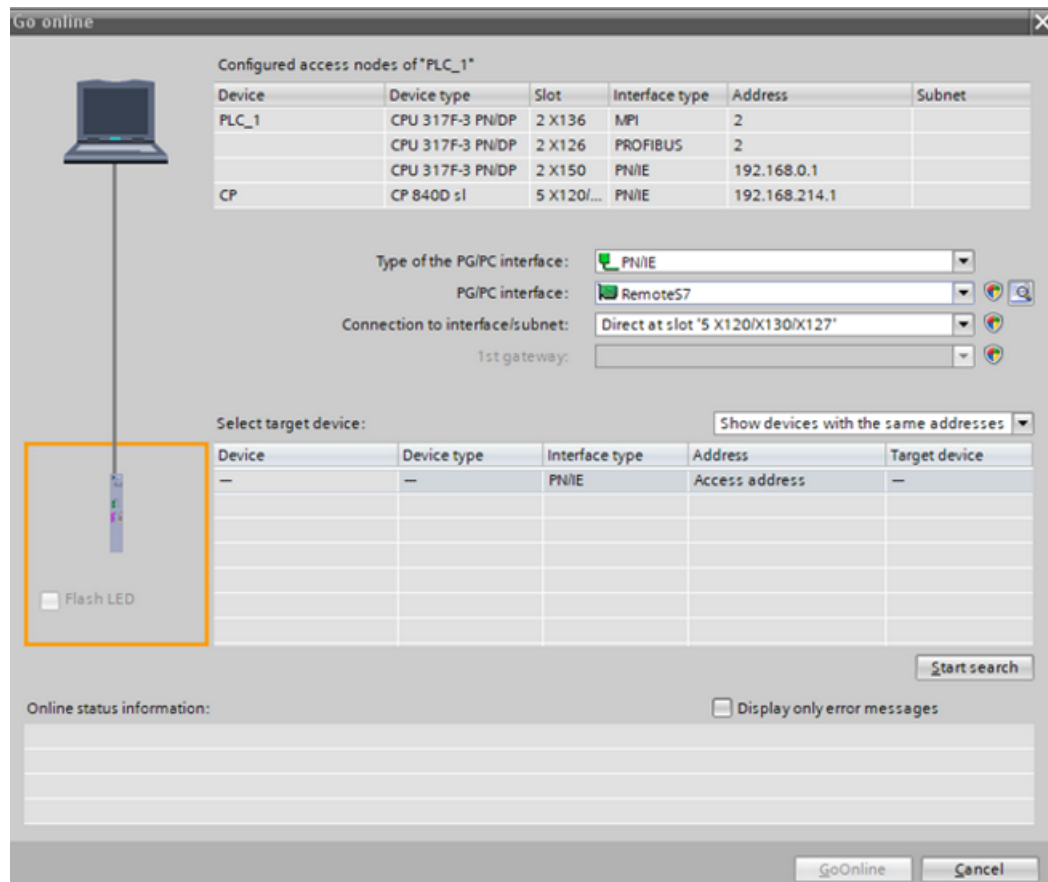 Go online
Configured access nodes of "PLC_1"
Device Device type Slot Interface type Address Subnet
PLC_1 CPU 317F-3 PN/DP 2 X136 MPI 2
CPU 317F-3 PN/DP 2 X126 PROFIBUS 2
CPU 317F-3 PN/DP 2 X150 PN/IE 192.168.0.1
CP CP 840D sl 5 X120/... PN/IE 192.168.214.1
Type of the PG/PC interface: PN/IE
PG/PC interface: RemoteS7
Connection to interface/subnet: Direct at slot '5 X120/X130/X127'
1st gateway:
Select target device: Show devices with the same addresses
Device Device type Interface type Address Target device
— — PN/IE Access address —
Flash LED
Start search
Online status information: Display only error messages
GoOnline Cancel